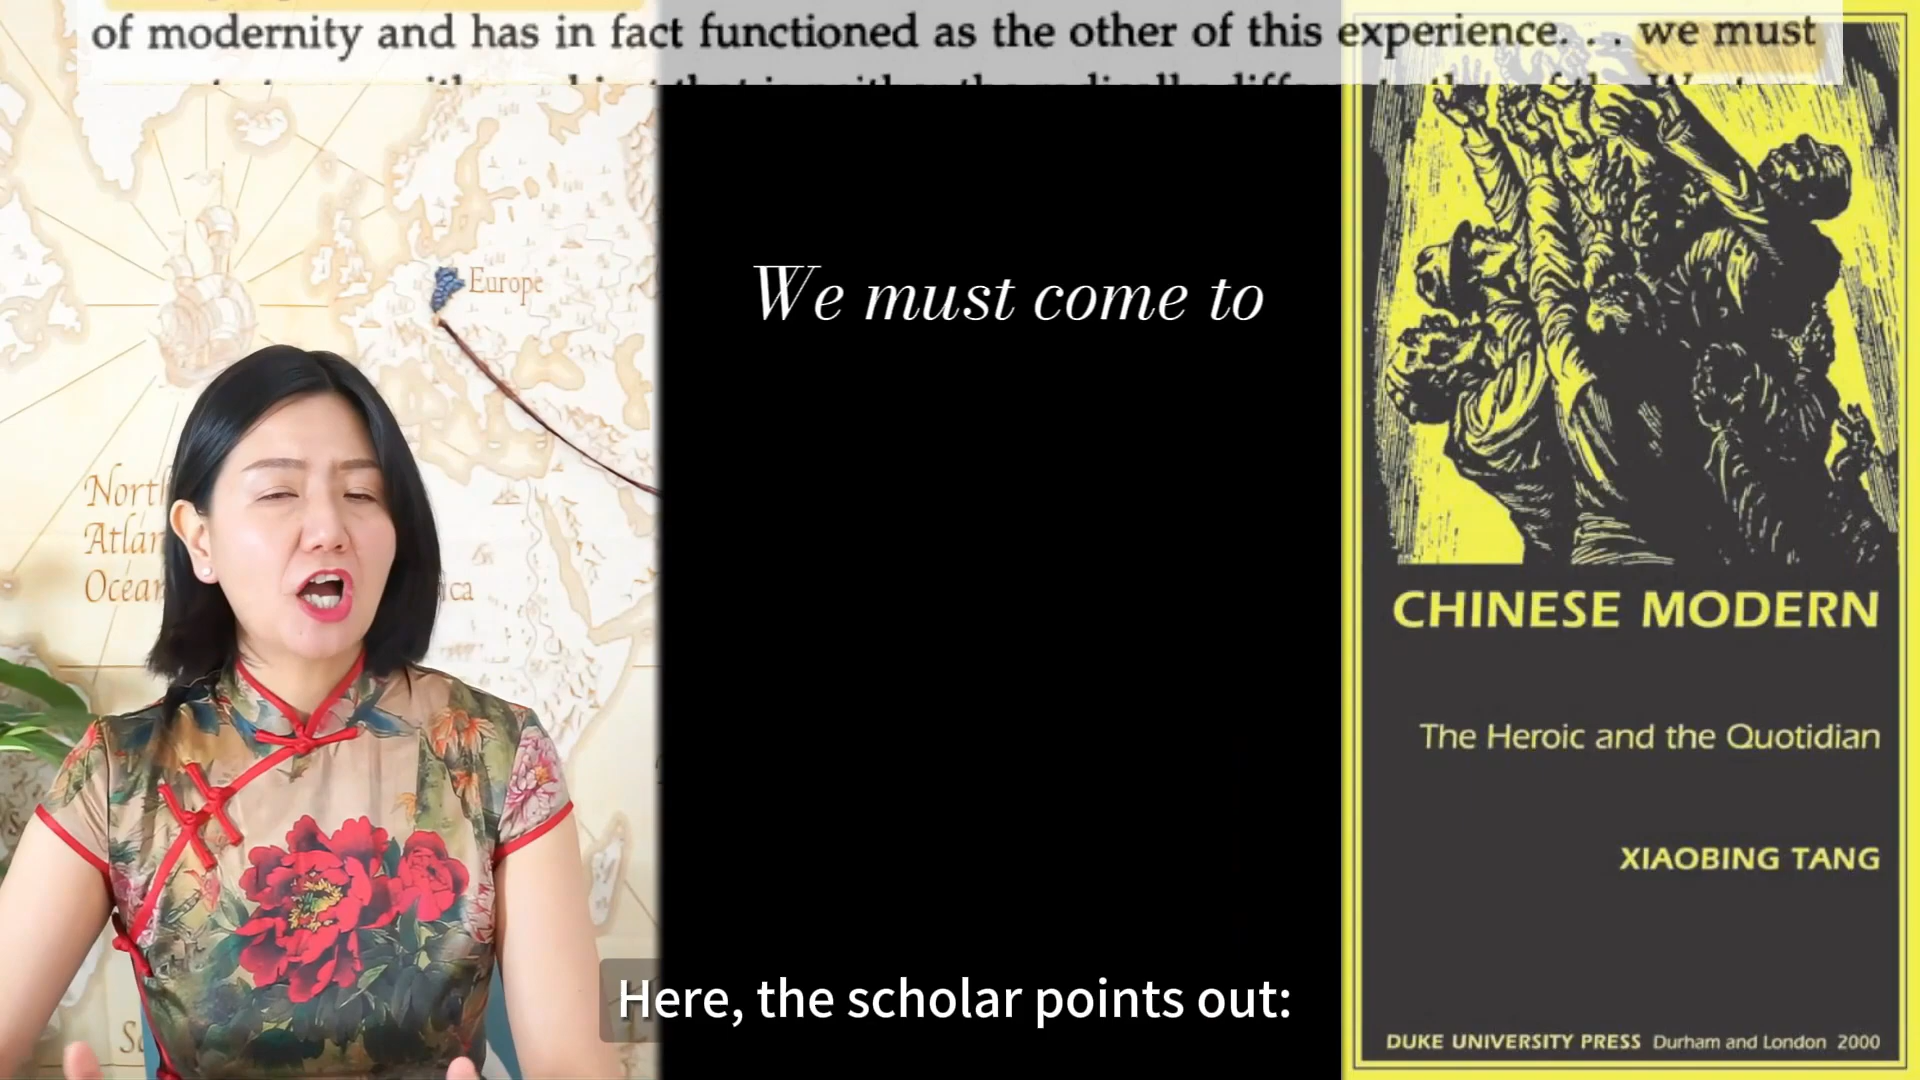 of modernity and has in fact functioned as the other of this experience. . . we must
Europe
We must come to
North
Atlan
Ocean
ca
CHINESE MODERN
The Heroic and the Quotidian
XIAOBING TANG
Here, the scholar points out:
DUKE UNIVERSITY PRESS Durham and London 2000